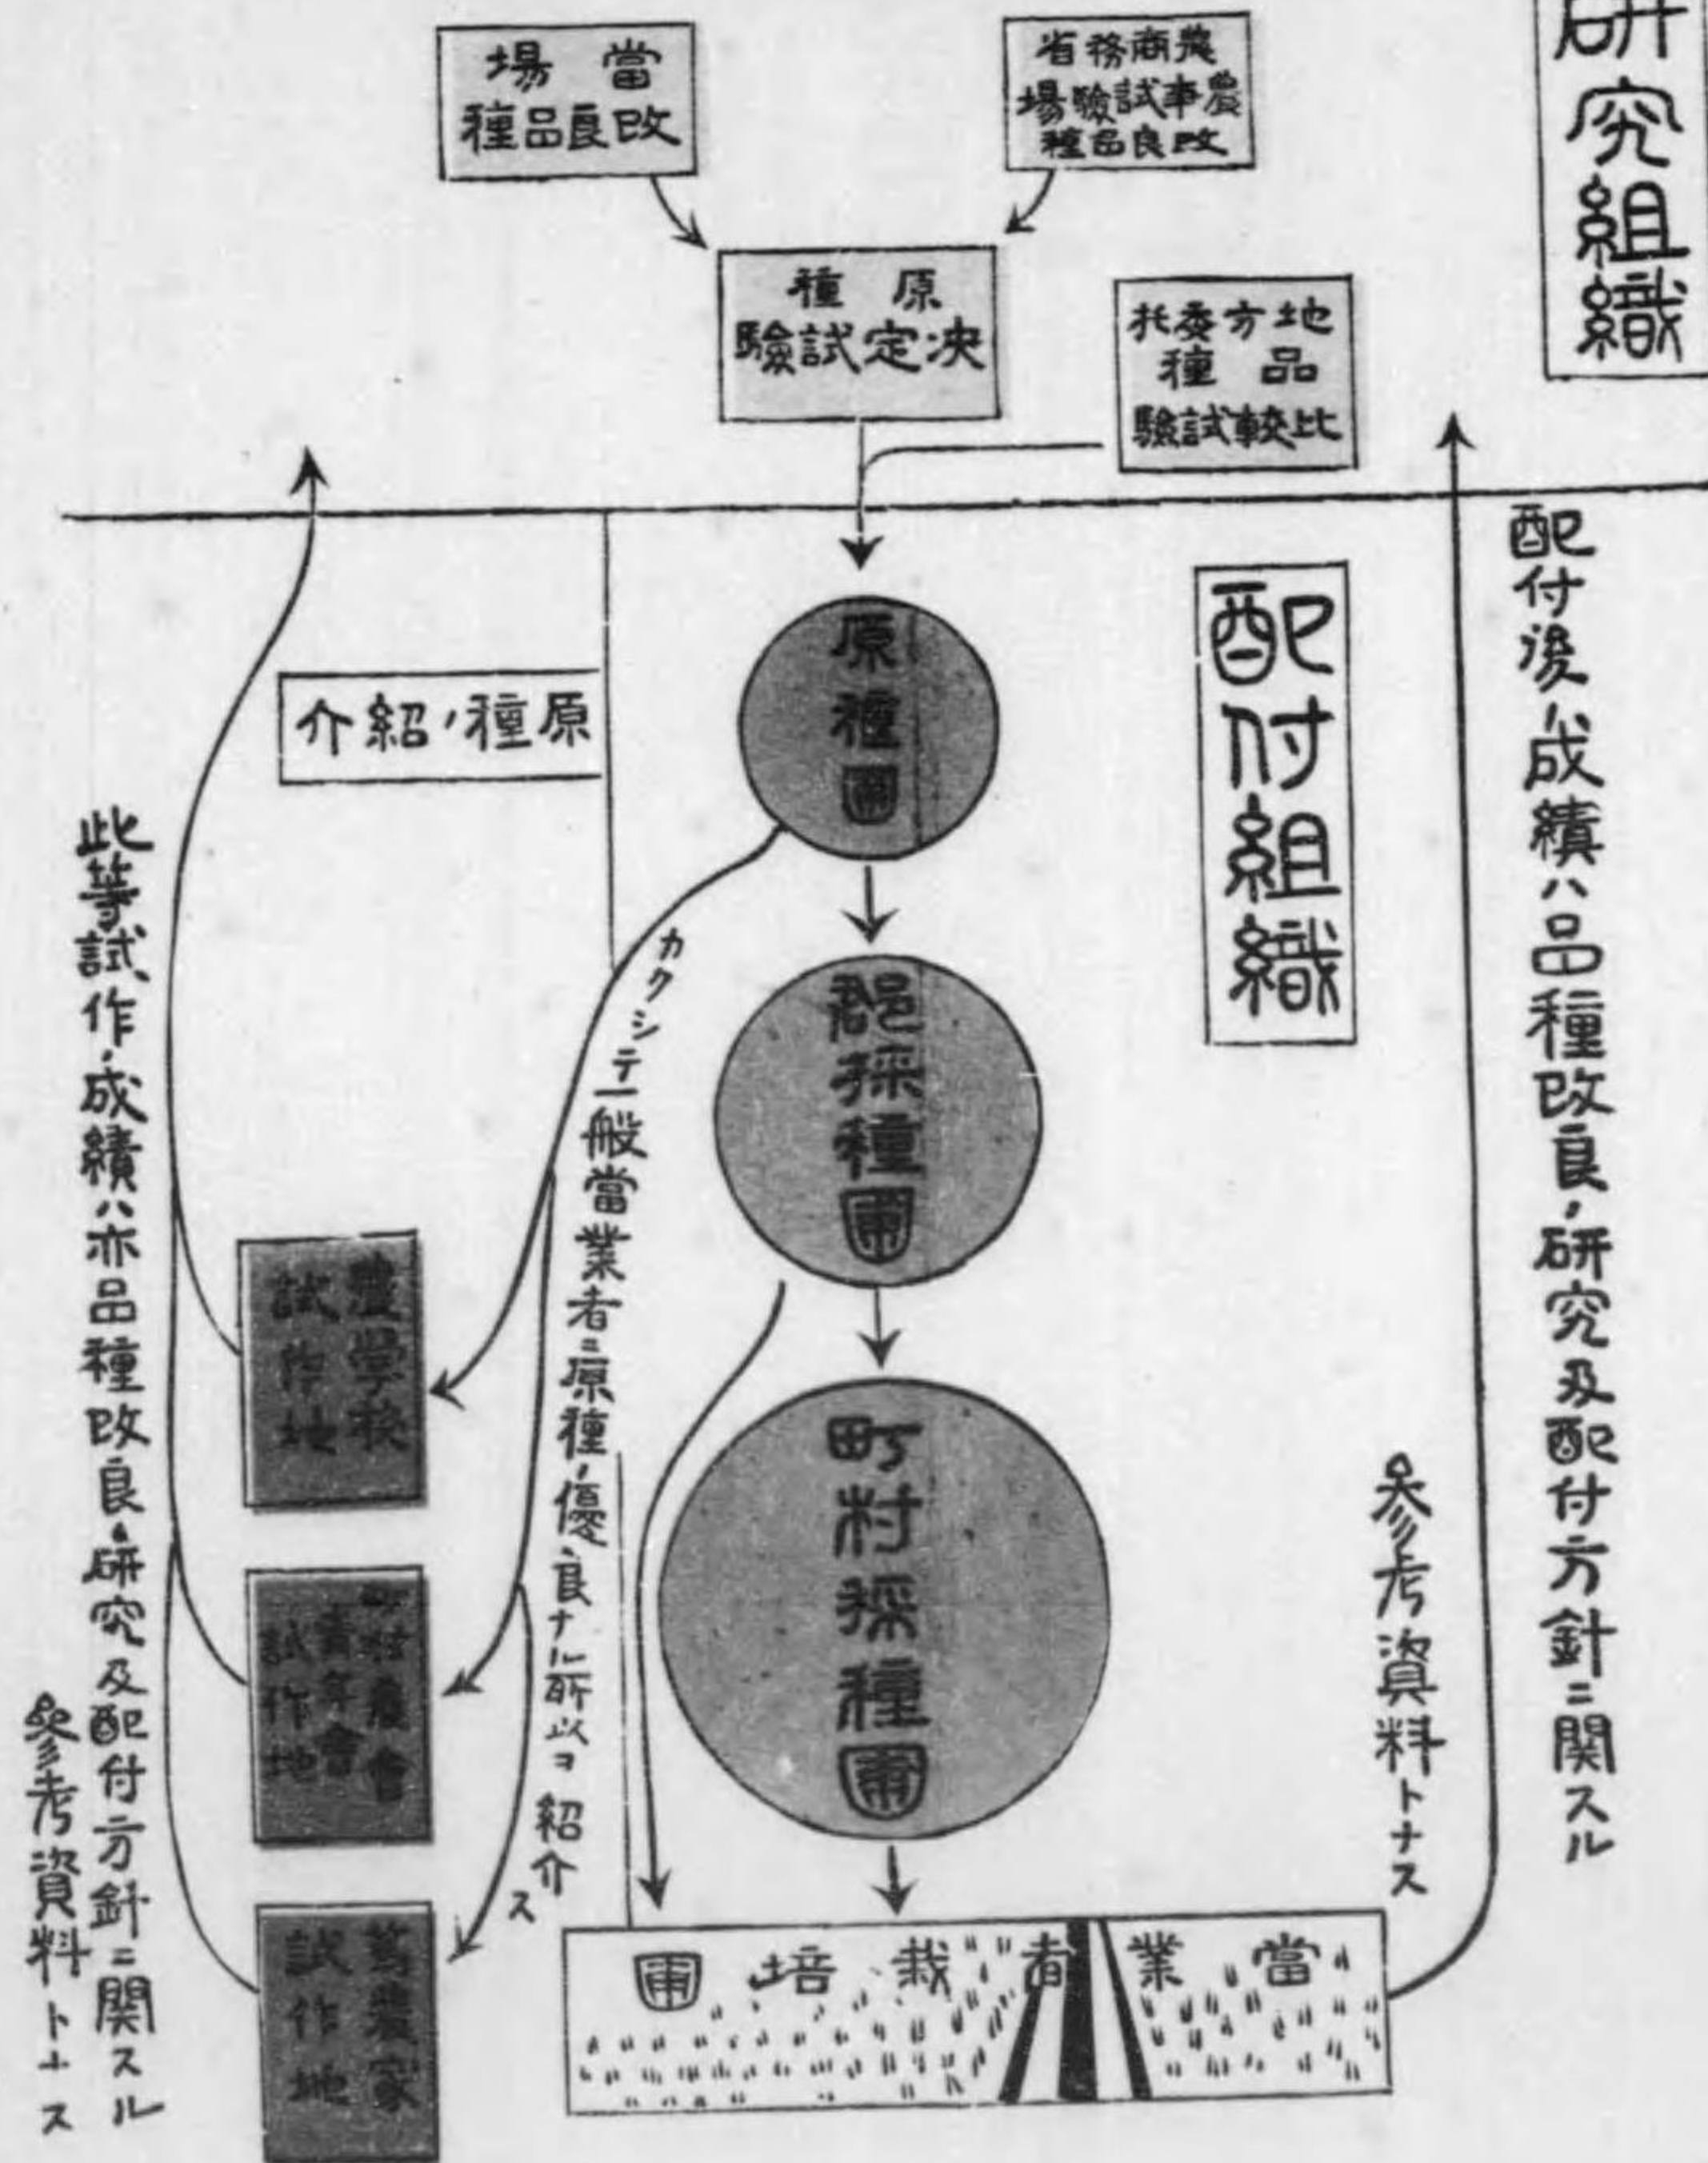 研究組織
農商務省
農事試驗場
改良品種
當場
改良品種
原種
決定試驗
地方委托
品種
比較試驗
配付組織
配付後ノ成績ハ品種改良ノ研究及配付方針ニ関スル
参考資料トナス
原種圃
郡採種圃
町村採種圃
當業者栽培圃
原種ノ紹介
カクシテ一般當業者ニ原種ノ優良ナル所以ヲ紹介ス
農學校
試作地
町村農會
青年會
試作地
篤農家
試作地
此等試作ノ成績ハ亦品種改良ノ研究及配付方針ニ関スル
参考資料トナス